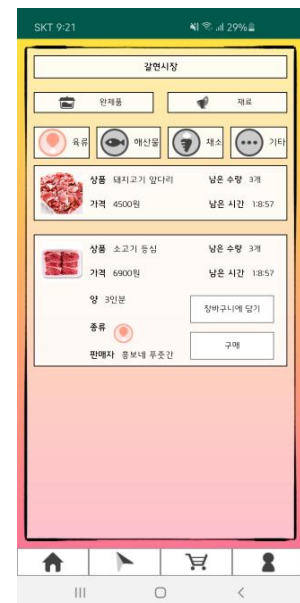 SKT 9:21 29%
갈현시장
완제품 재료
육류 해산물 채소 기타
상품 돼지고기 앞다리 남은 수량 3개
가격 4500원 남은 시간 1:8:57
상품 소고기 등심 남은 수량 3개
가격 6900원 남은 시간 1:8:57
양 3인분
장바구니에 담기
종류
구매
판매자 흥보네 푸줏간